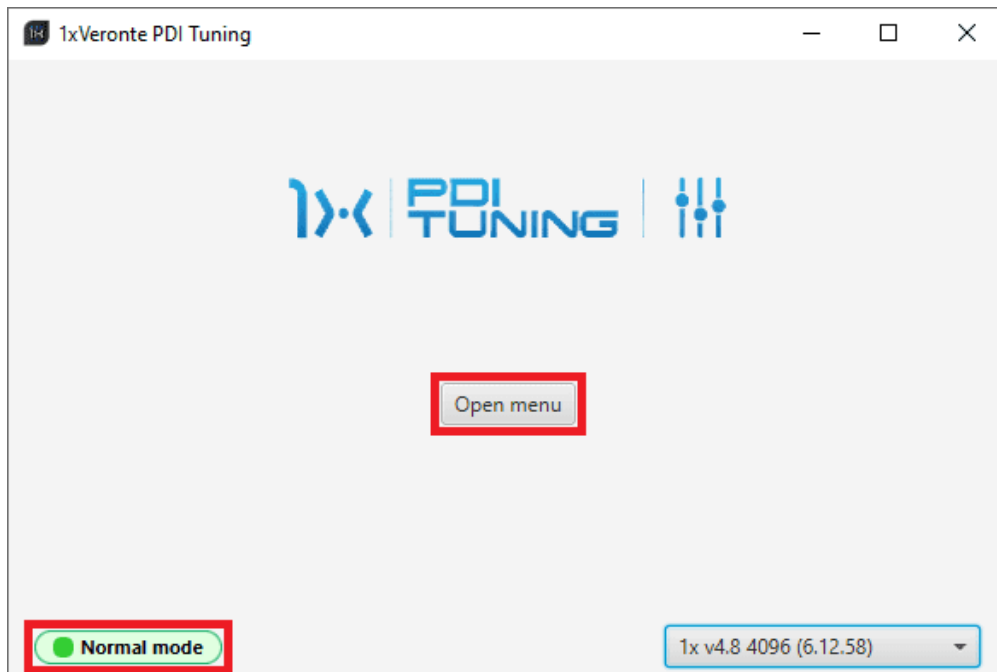 1xVeronte PDI Tuning
1x PDI TUNING
Open menu
Normal mode
1x v4.8 4096 (6.12.58)